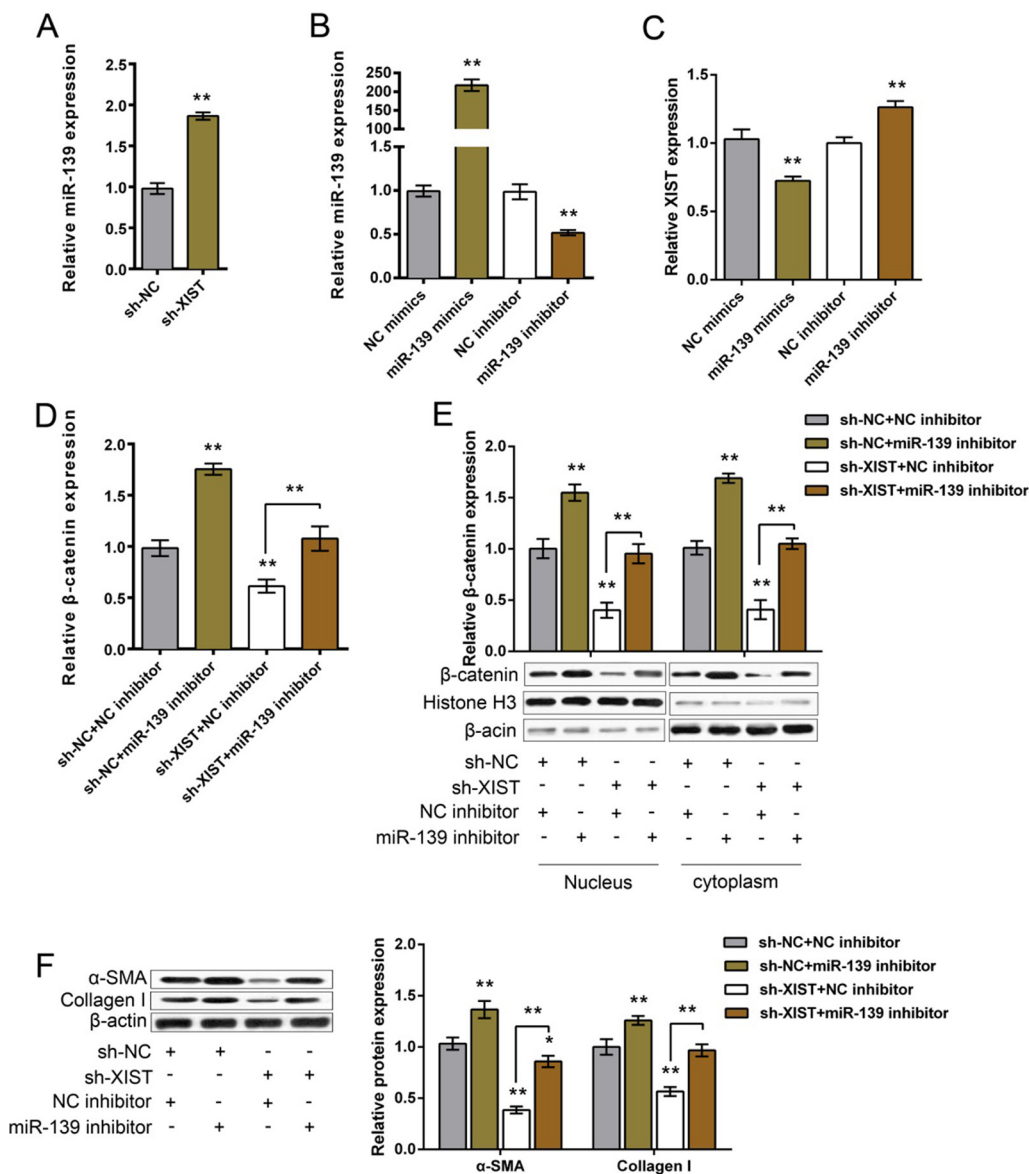 A
Relative miR-139 expression
2.5
2.0
1.5
1.0
0.5
0.0
**
sh-NC
sh-XIST
B
Relative miR-139 expression
250
200
150
100
1.5
1.0
0.5
0.0
**
**
NC mimics
miR-139 mimics
NC inhibitor
miR-139 inhibitor
C
Relative XIST expression
1.5
1.0
0.5
0.0
**
**
NC mimics
miR-139 mimics
NC inhibitor
miR-139 inhibitor
D
Relative β-catenin expression
2.0
1.5
1.0
0.5
0.0
**
**
**
sh-NC+NC inhibitor
sh-NC+miR-139 inhibitor
sh-XIST+NC inhibitor
sh-XIST+miR-139 inhibitor
E
sh-NC+NC inhibitor
sh-NC+miR-139 inhibitor
sh-XIST+NC inhibitor
sh-XIST+miR-139 inhibitor
Relative β-catenin expression
2.0
1.5
1.0
0.5
0.0
** ** ** ** ** **
β-catenin
Histone H3
β-acin
sh-NC + + - - + + - -
sh-XIST - - + + - - + +
NC inhibitor + - + - + - + -
miR-139 inhibitor - + - + - + - +
Nucleus cytoplasm
F
α-SMA
Collagen I
β-actin
sh-NC + + - -
sh-XIST - - + +
NC inhibitor + - + -
miR-139 inhibitor - + - +
Relative protein expression
2.0
1.5
1.0
0.5
0.0
** ** ** * ** ** **
α-SMA Collagen I
sh-NC+NC inhibitor
sh-NC+miR-139 inhibitor
sh-XIST+NC inhibitor
sh-XIST+miR-139 inhibitor